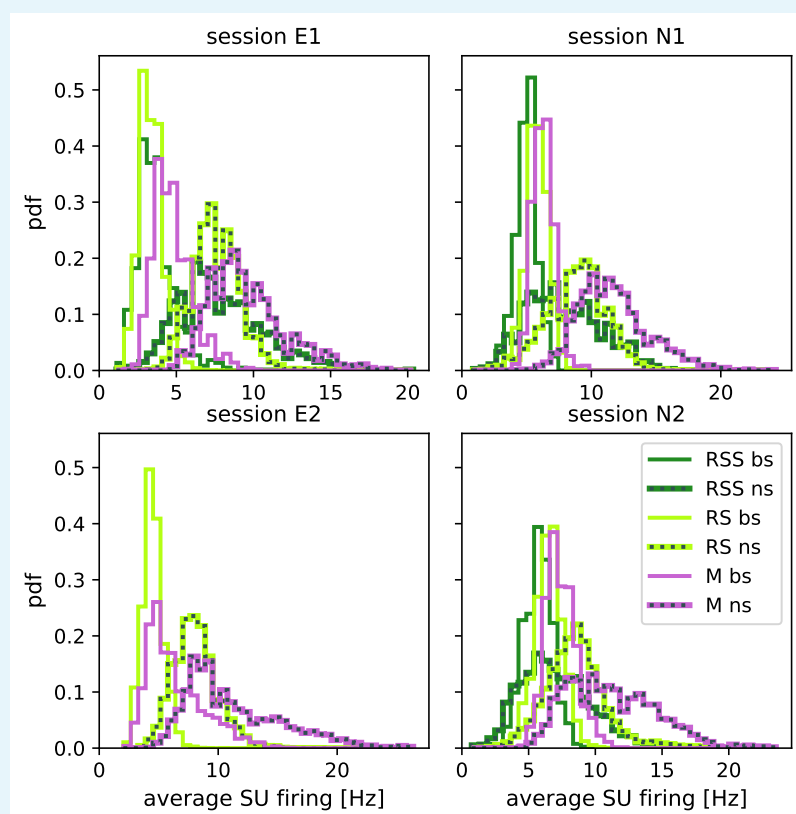 session E1
session N1
pdf
0.5
0.4
0.3
0.2
0.1
0.0
0
5
10
15
20
0
10
20
session E2
session N2
pdf
0.5
0.4
0.3
0.2
0.1
0.0
0
10
20
0
5
10
15
20
RSS bs
RSS ns
RS bs
RS ns
M bs
M ns
average SU firing [Hz]
average SU firing [Hz]